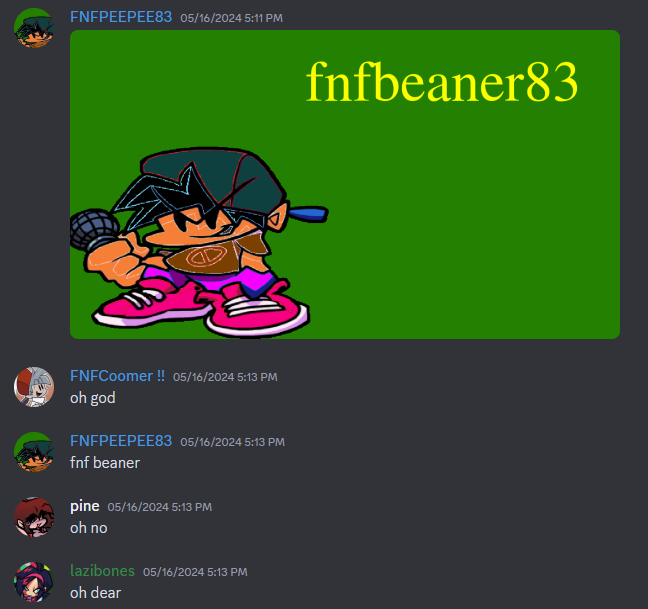 FNFPEEPEE83 05/16/2024 5:11 PM
fnfbeaner83
FNFCoomer !! 05/16/2024 5:13 PM
oh god
FNFPEEPEE83 05/16/2024 5:13 PM
fnf beaner
pine 05/16/2024 5:13 PM
oh no
lazibones 05/16/2024 5:13 PM
oh dear